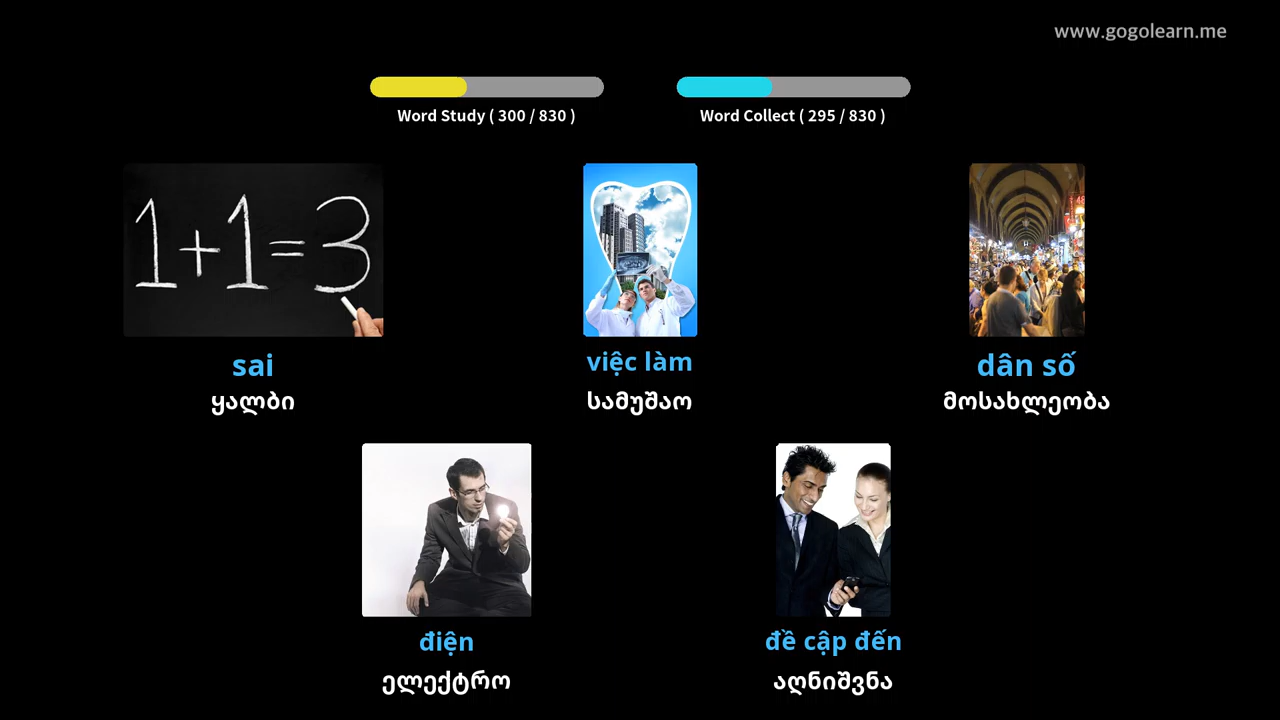 www.gogolearn.me
Word Study ( 300 / 830 )
Word Collect ( 295 / 830 )
1+1=3
sai
ყალბი
việc làm
სამუშაო
dân số
მოსახლეობა
điện
ელექტრო
đề cập đến
აღნიშვნა